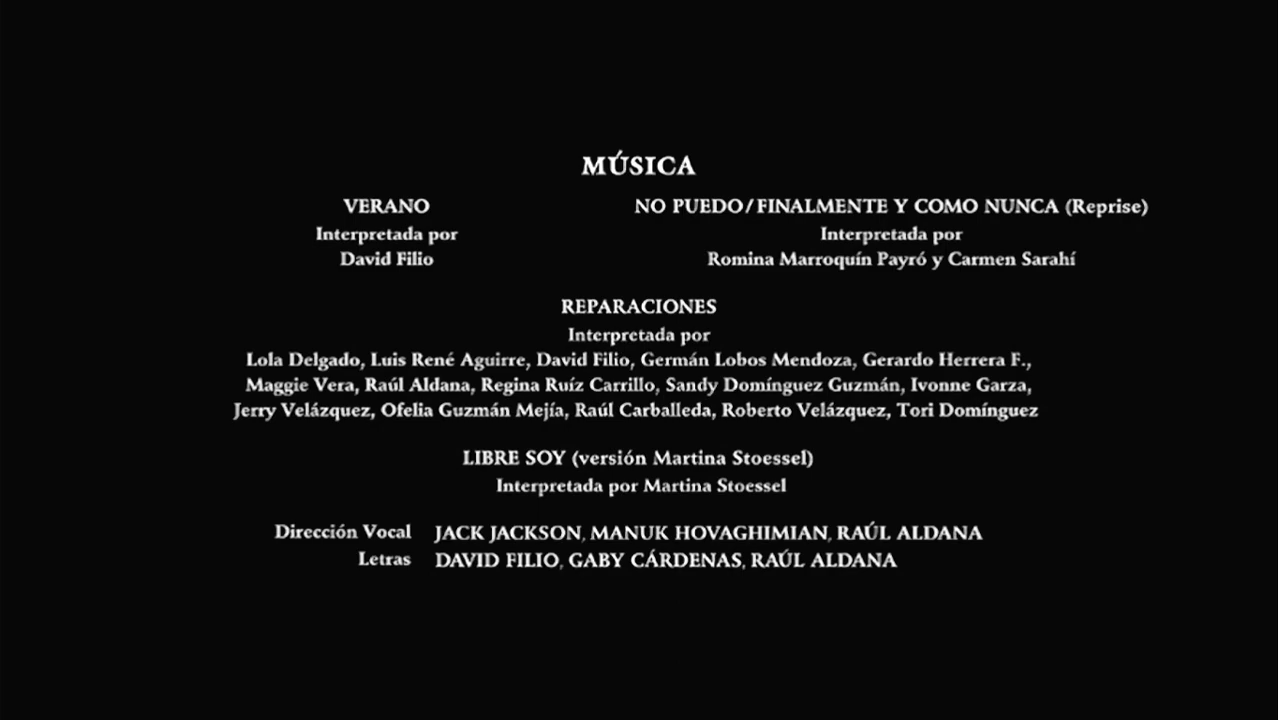 MÚSICA
VERANO
Interpretada por
David Filio
NO PUEDO/FINALMENTE Y COMO NUNCA (Reprise)
Interpretada por
Romina Marroquín Payró y Carmen Sarahí
REPARACIONES
Interpretada por
Lola Delgado, Luis René Aguirre, David Filio, Germán Lobos Mendoza, Gerardo Herrera F.,
Maggie Vera, Raúl Aldana, Regina Ruíz Carrillo, Sandy Domínguez Guzmán, Ivonne Garza,
Jerry Velázquez, Ofelia Guzmán Mejía, Raúl Carballeda, Roberto Velázquez, Tori Domínguez
LIBRE SOY (versión Martina Stoessel)
Interpretada por Martina Stoessel
Dirección Vocal JACK JACKSON, MANUK HOVAGHIMIAN, RAÚL ALDANA
Letras DAVID FILIO, GABY CÁRDENAS, RAÚL ALDANA